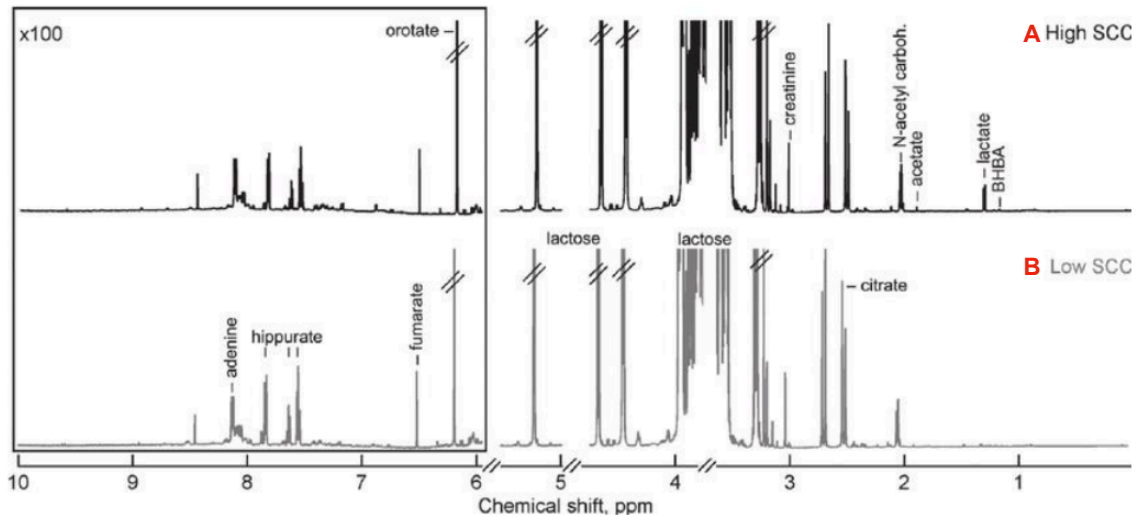 x100
orotate
A High SCC
creatinine
N-acetyl carboh.
acetate
lactate
BHBA
lactose
lactose
B Low SCC
citrate
adenine
hippurate
fumarate
10 9 8 7 6 5 4 3 2 1 0
Chemical shift, ppm